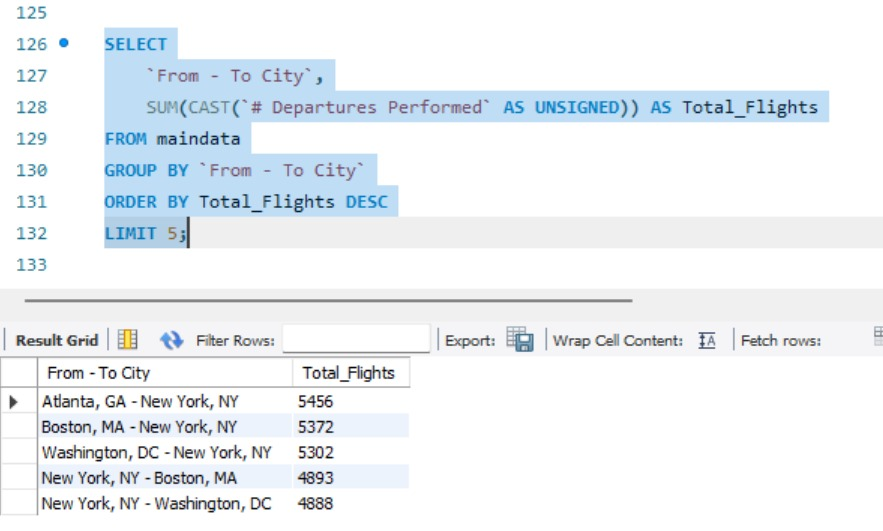 125
126 SELECT
127 `From - To City`,
128 SUM(CAST(`# Departures Performed` AS UNSIGNED)) AS Total_Flights
129 FROM maindata
130 GROUP BY `From - To City`
131 ORDER BY Total_Flights DESC
132 LIMIT 5;
133
Result Grid Filter Rows: Export: Wrap Cell Content: Fetch rows:
From - To City Total_Flights
Atlanta, GA - New York, NY 5456
Boston, MA - New York, NY 5372
Washington, DC - New York, NY 5302
New York, NY - Boston, MA 4893
New York, NY - Washington, DC 4888